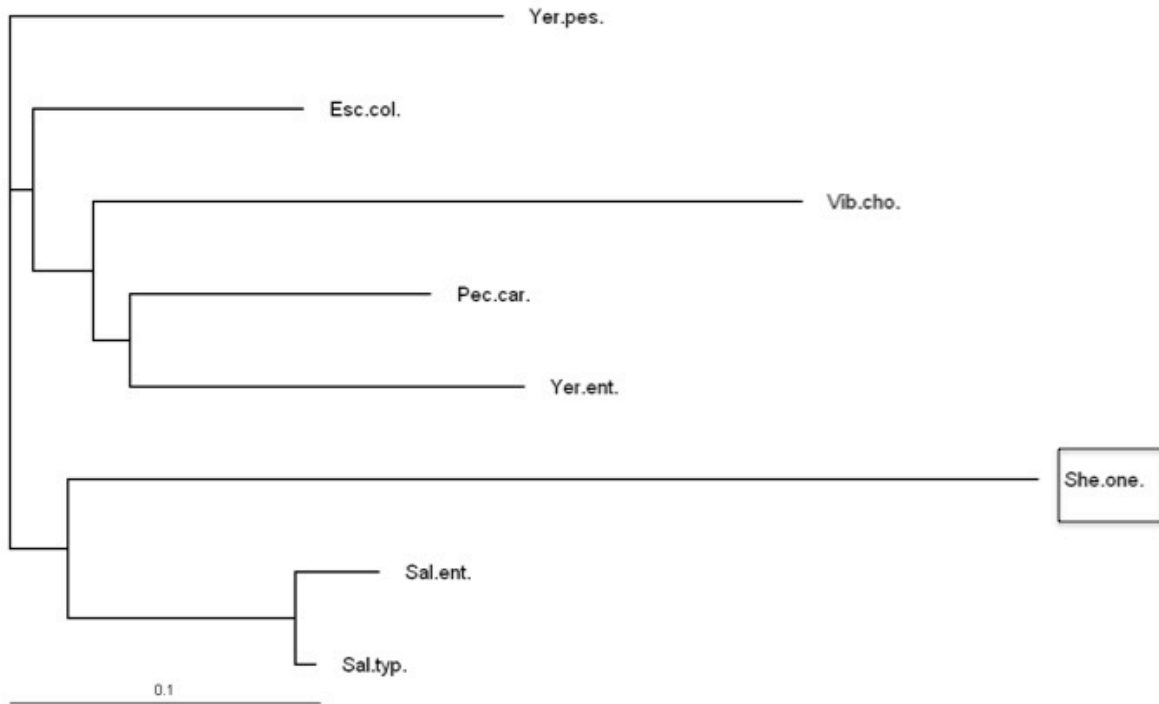 Yer.pes.
Esc.col.
Vib.cho.
Pec.car.
Yer.ent.
She.one.
Sal.ent.
Sal.typ.
0.1